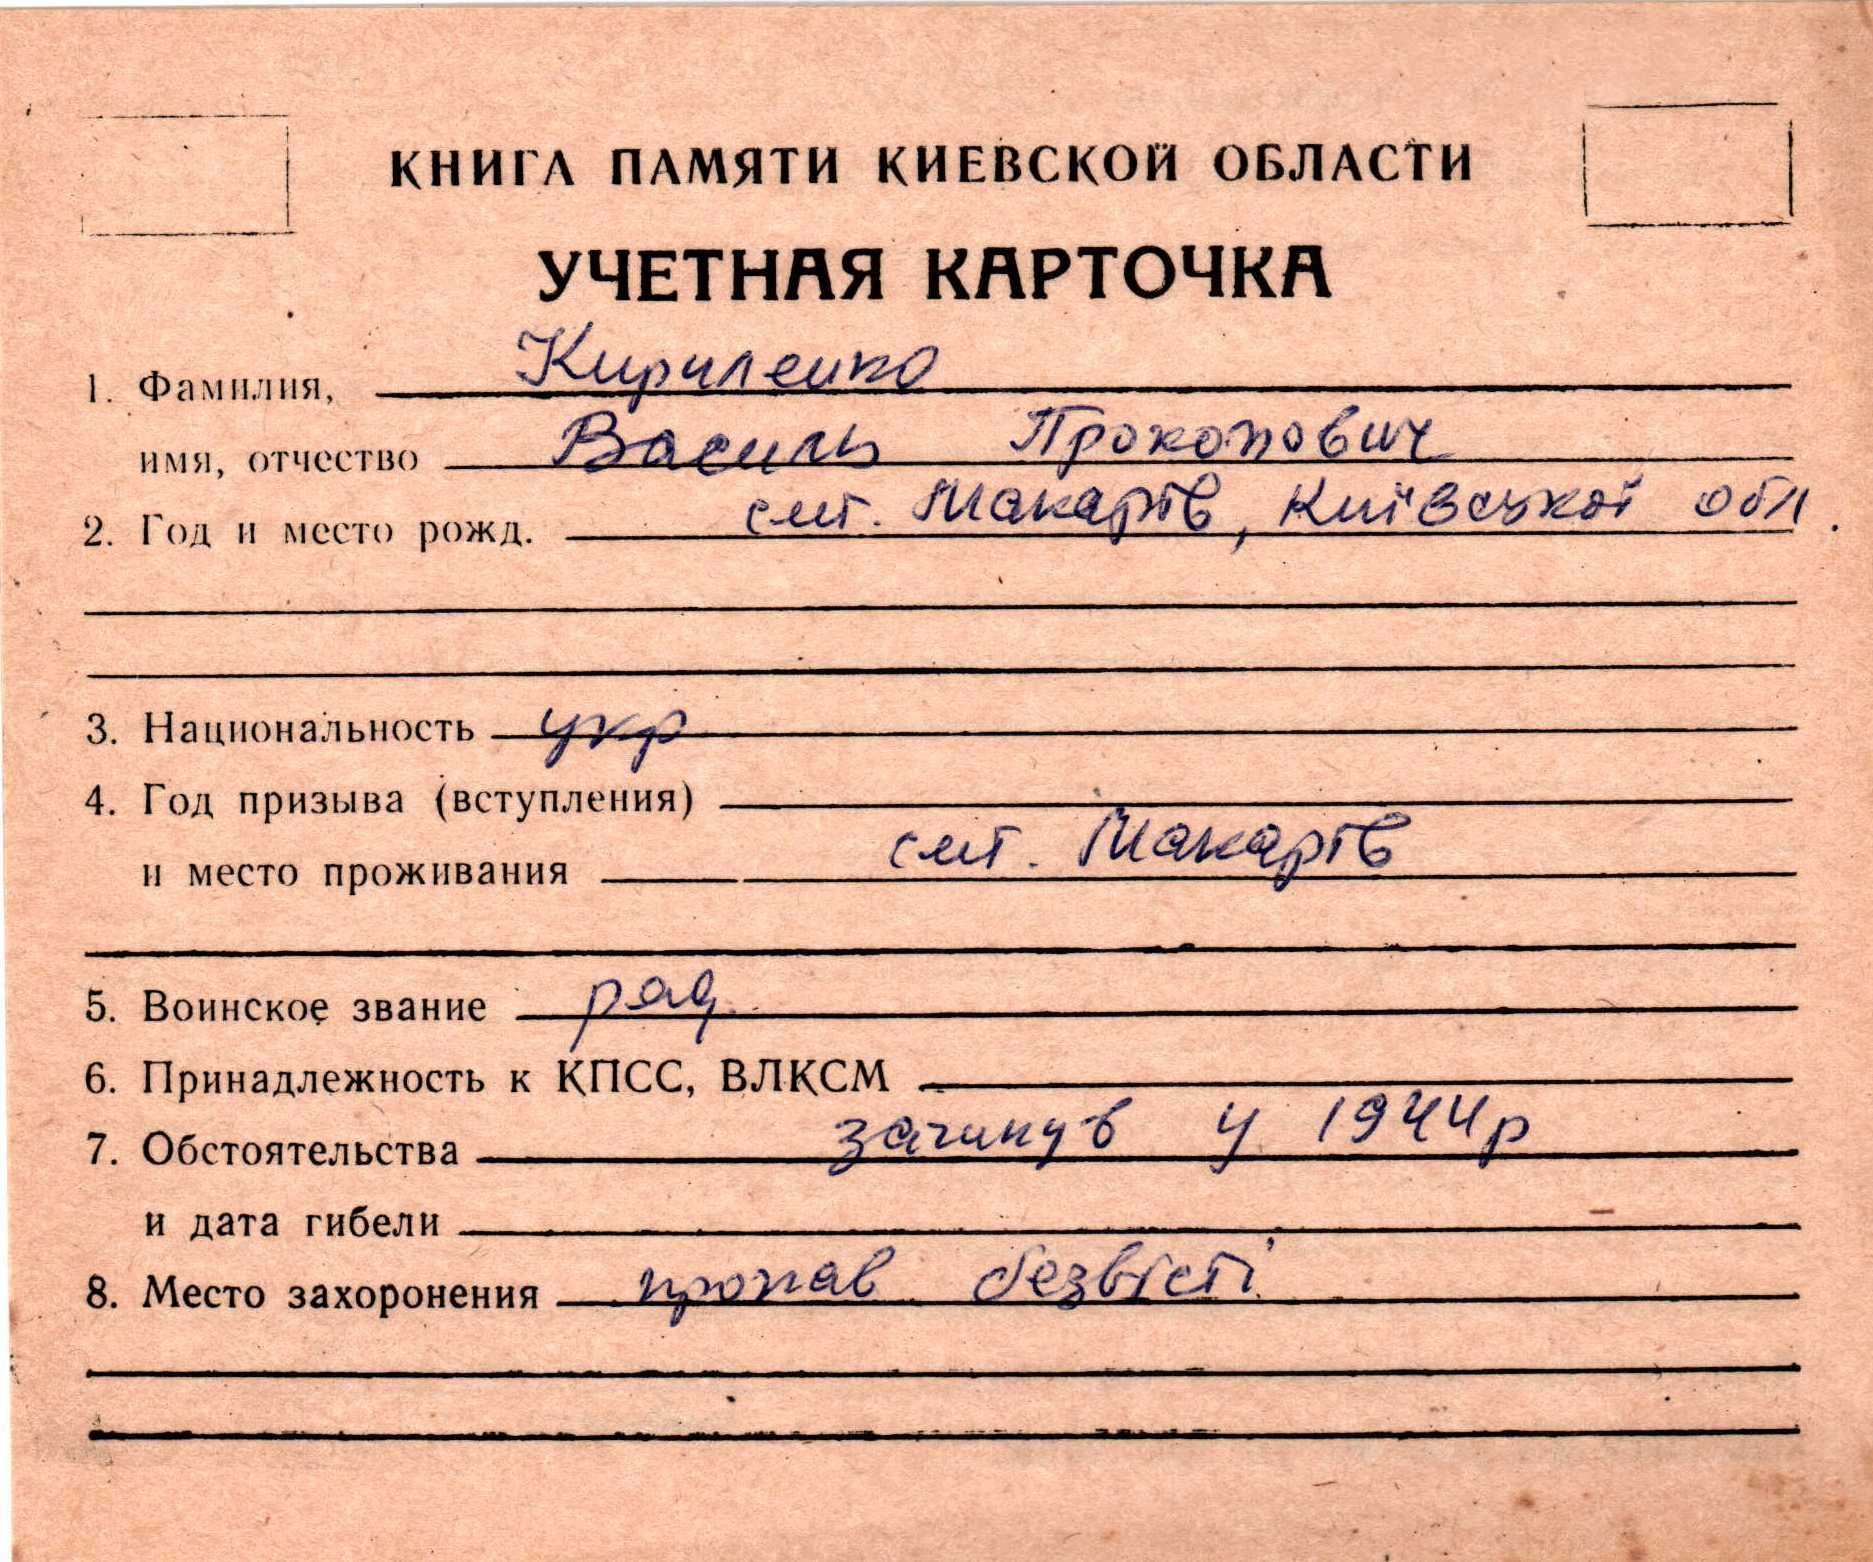 КНИГА ПАМЯТИ КИЕВСКОЙ ОБЛАСТИ
УЧЕТНАЯ КАРТОЧКА
1. Фамилия, Кириленко
имя, отчество Василь Прокопович
2. Год и место рожд. смт. Макарів, Київської обл.
3. Национальность укр
4. Год призыва (вступления)
и место проживания смт. Макарів
5. Воинское звание ряд.
6. Принадлежность к КПСС, ВЛКСМ
7. Обстоятельства загинув у 1944р
и дата гибели
8. Место захоронения пропав безвісті